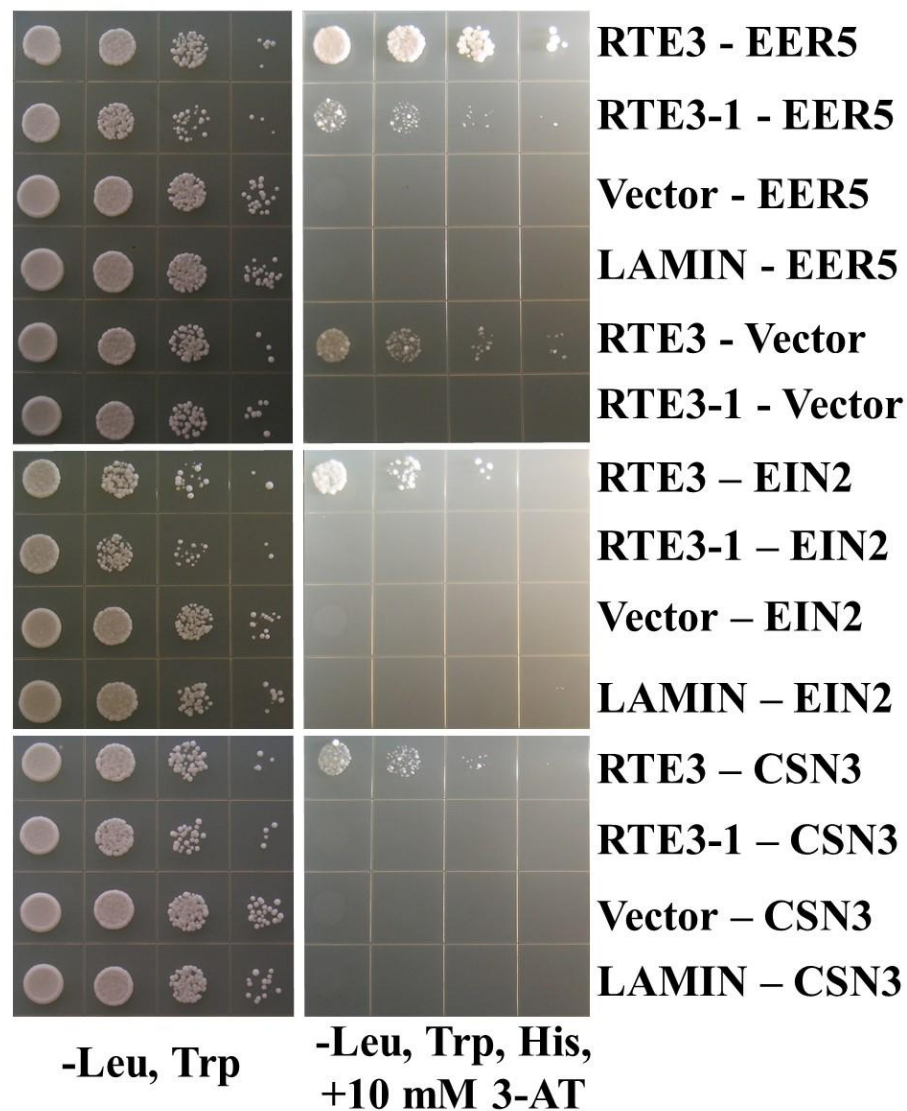 RTE3 - EER5
RTE3-1 - EER5
Vector - EER5
LAMIN - EER5
RTE3 - Vector
RTE3-1 - Vector
RTE3 – EIN2
RTE3-1 – EIN2
Vector – EIN2
LAMIN – EIN2
RTE3 – CSN3
RTE3-1 – CSN3
Vector – CSN3
LAMIN – CSN3
-Leu, Trp
-Leu, Trp, His,
+10 mM 3-AT